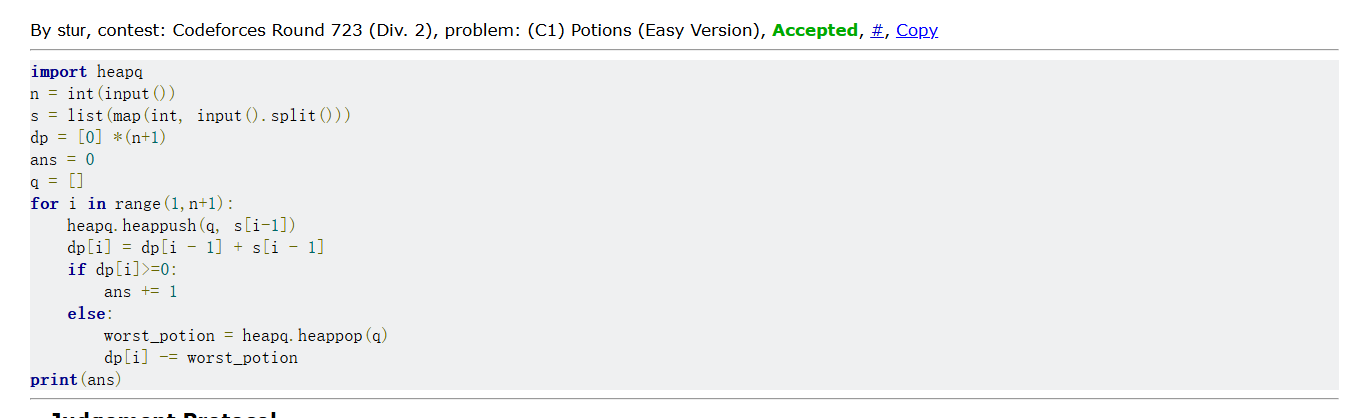 By stur, contest: Codeforces Round 723 (Div. 2), problem: (C1) Potions (Easy Version), Accepted, #, Copy
import heapq
n = int(input())
s = list(map(int, input().split()))
dp = [0] *(n+1)
ans = 0
q = []
for i in range(1,n+1):
    heapq.heappush(q, s[i-1])
    dp[i] = dp[i - 1] + s[i - 1]
    if dp[i]>=0:
        ans += 1
    else:
        worst_potion = heapq.heappop(q)
        dp[i] -= worst_potion
print(ans)